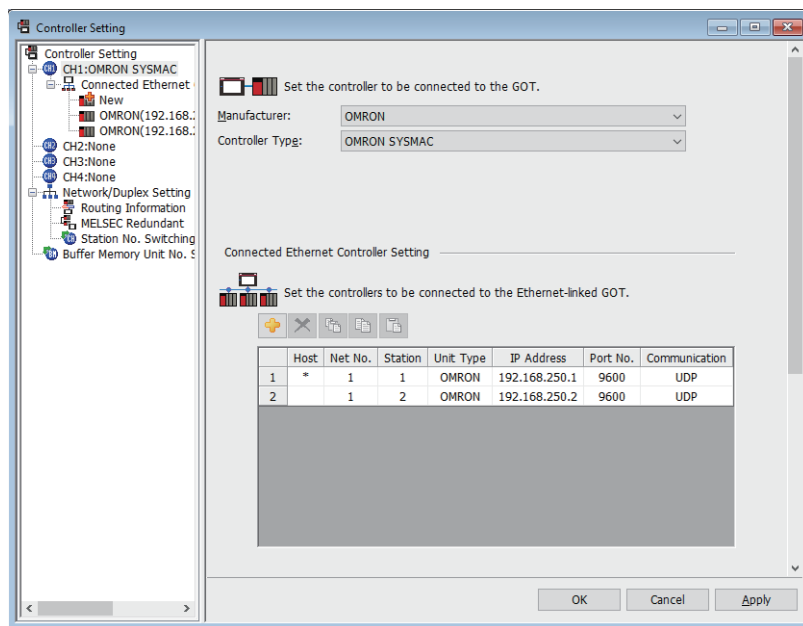 Controller Setting
Controller Setting
CH1:OMRON SYSMAC
Connected Ethernet
New
OMRON(192.168.
OMRON(192.168.
CH2:None
CH3:None
CH4:None
Network/Duplex Setting
Routing Information
MELSEC Redundant
Station No. Switching
Buffer Memory Unit No. S
Set the controller to be connected to the GOT.
Manufacturer: OMRON
Controller Type: OMRON SYSMAC
Connected Ethernet Controller Setting
Set the controllers to be connected to the Ethernet-linked GOT.
Host Net No. Station Unit Type IP Address Port No. Communication
1 * 1 1 OMRON 192.168.250.1 9600 UDP
2 1 2 OMRON 192.168.250.2 9600 UDP
OK Cancel Apply